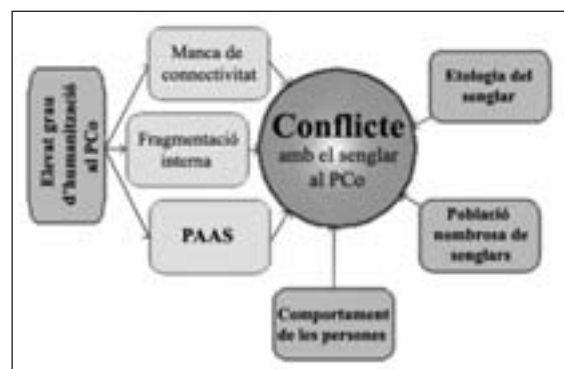 Elevat grau
d'humanització
al PCo
Manca de
connectivitat
Fragmentació
interna
PAAS
Conflicte
amb el senglar
al PCo
Etologia del
senglar
Població
nombrosa de
senglars
Comportament
de les persones